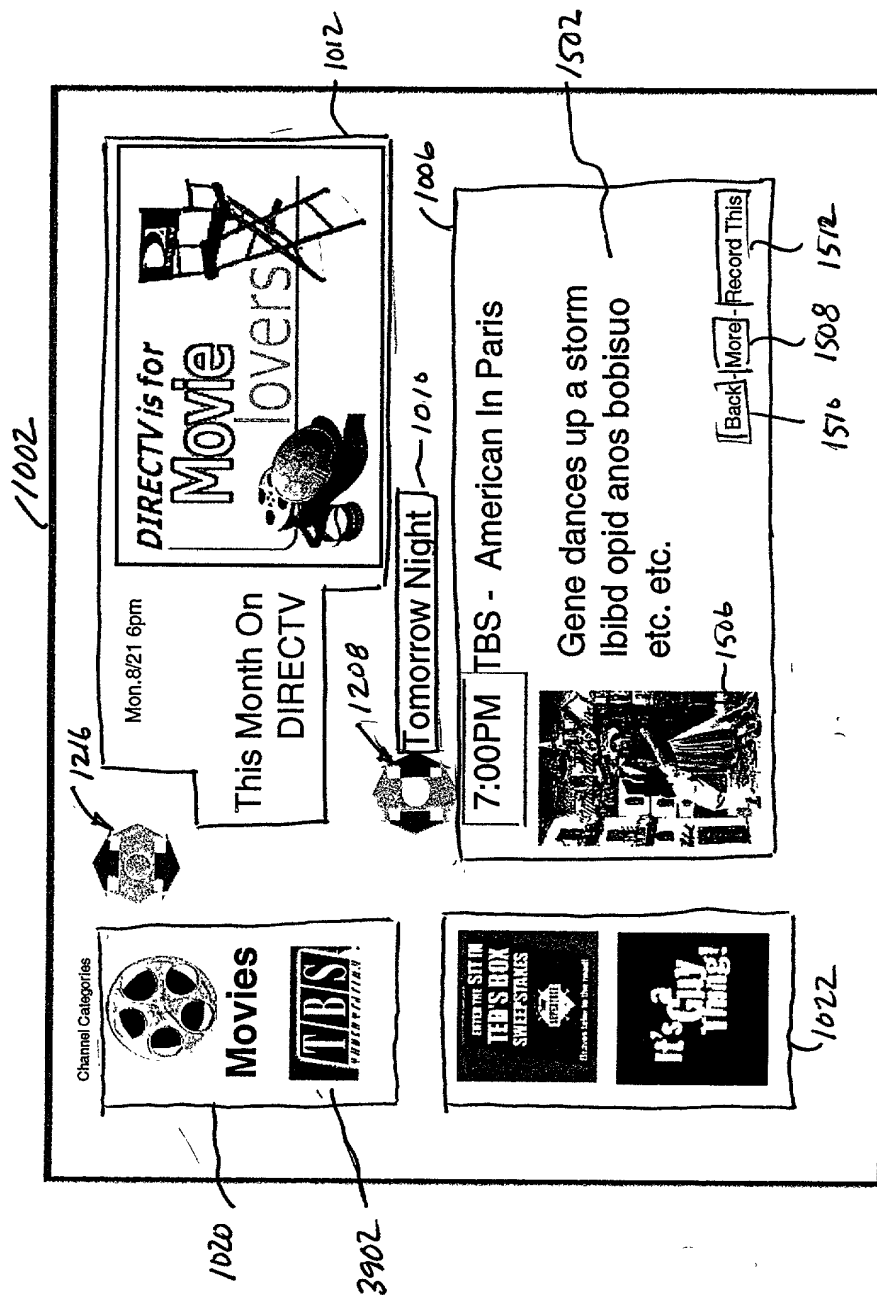 1002
Channel Categories
Movies
TBS
SUPERSTATION
1020
3902
1216
Mon.8/21 6pm
This Month On
DIRECTV
DIRECTV is for
Movie
lovers
1012
1208
Tomorrow Night
1016
1006
ENTER THE SIT IN
TED'S BOX
SWEEPSTAKES
It's a
Guy
Thing!
1022
7:00PM TBS - American In Paris
Gene dances up a storm
Ibibd opid anos bobisuo
etc. etc.
1502
1506
Back - More - Record This
1510
1508
1512